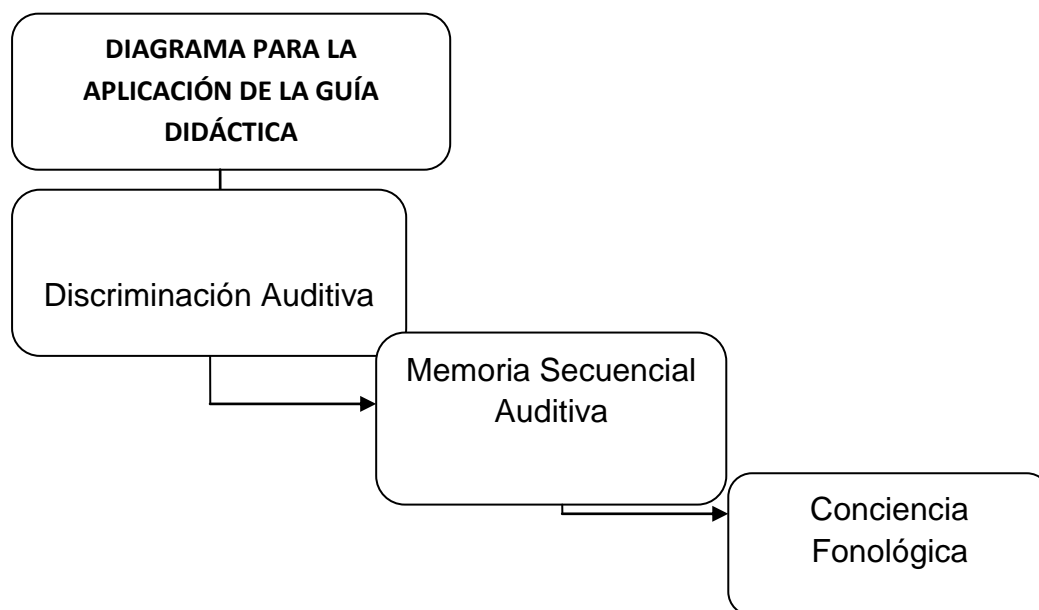 DIAGRAMA PARA LA
APLICACIÓN DE LA GUÍA
DIDÁCTICA
Discriminación Auditiva
Memoria Secuencial
Auditiva
Conciencia
Fonológica